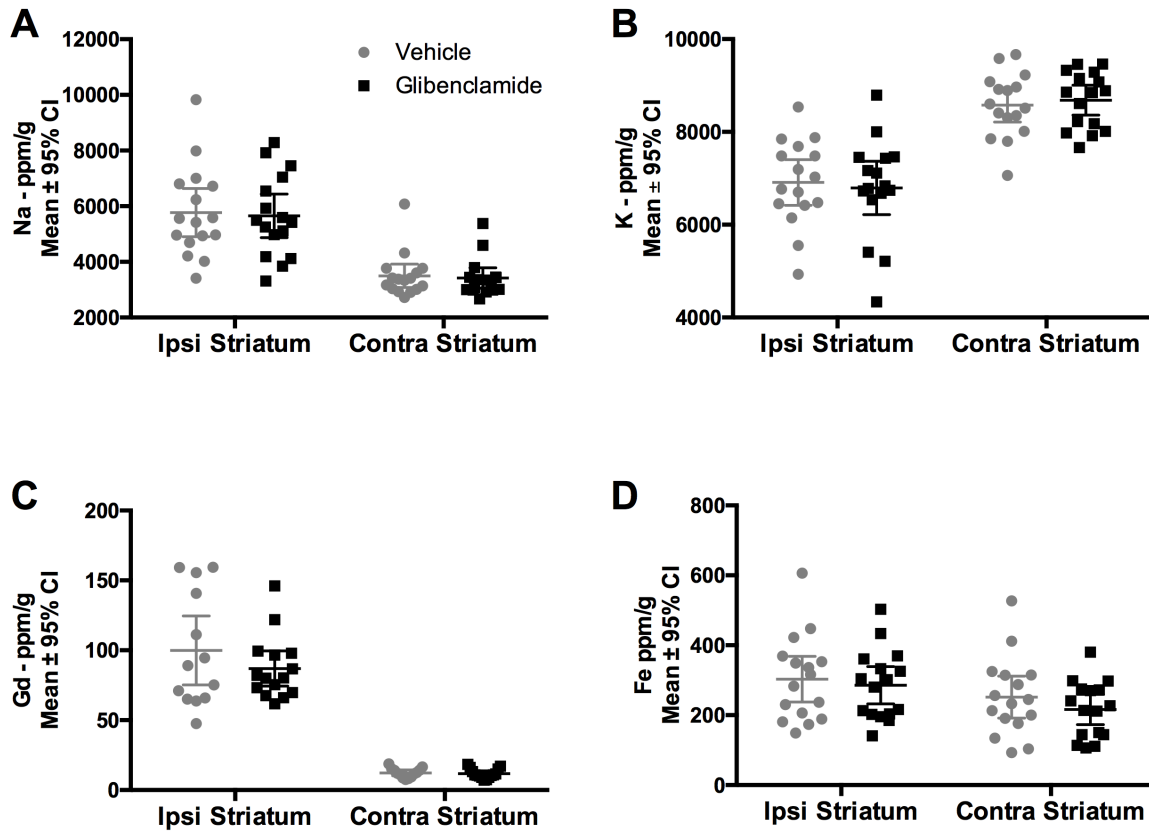 A
Na - ppm/g
Mean ± 95% CI
12000
10000
8000
6000
4000
2000
Vehicle
Glibenclamide
Ipsi Striatum
Contra Striatum
B
K - ppm/g
Mean ± 95% CI
10000
8000
6000
4000
Ipsi Striatum
Contra Striatum
C
Gd - ppm/g
Mean ± 95% CI
200
150
100
50
0
Ipsi Striatum
Contra Striatum
D
Fe ppm/g
Mean ± 95% CI
800
600
400
200
0
Ipsi Striatum
Contra Striatum